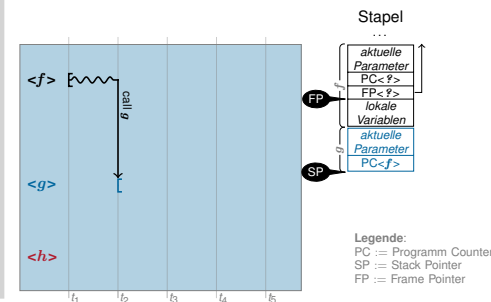 Stapel
...
aktuelle
Parameter
PC<?>
FP<?>
lokale
Variablen
aktuelle
Parameter
PC<f>
f
g
FP
SP
<f>
call g
<g>
<h>
t1 t2 t3 t4 t5
Legende:
PC := Programm Counter
SP := Stack Pointer
FP := Frame Pointer